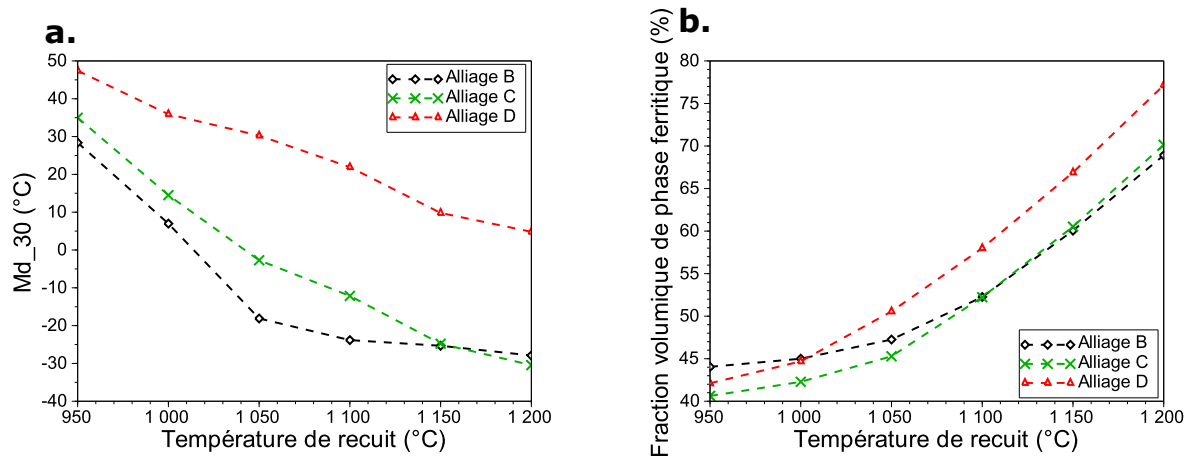 a.
Md_30 (°C)
50
40
30
20
10
0
-10
-20
-30
-40
Alliage B
Alliage C
Alliage D
950
1 000
1 050
1 100
1 150
1 200
Température de recuit (°C)
b.
Fraction volumique de phase ferritique (%)
80
75
70
65
60
55
50
45
40
Alliage B
Alliage C
Alliage D
950
1 000
1 050
1 100
1 150
1 200
Température de recuit (°C)